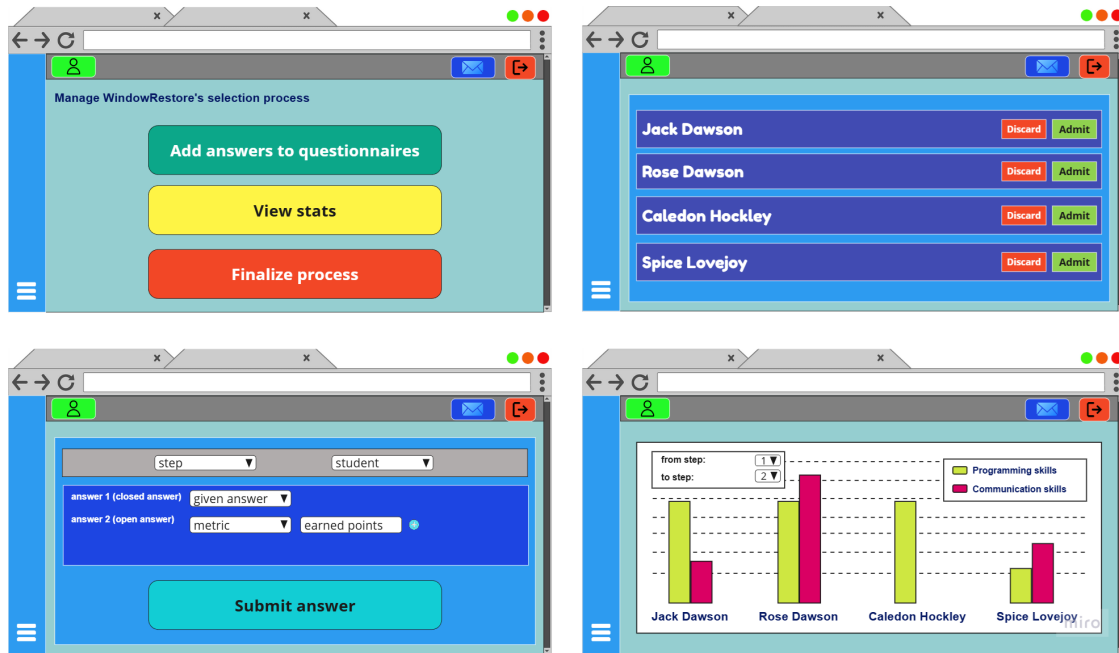 Manage WindowRestore's selection process
Add answers to questionnaires
View stats
Finalize process
Jack Dawson
Discard
Admit
Rose Dawson
Discard
Admit
Caledon Hockley
Discard
Admit
Spice Lovejoy
Discard
Admit
step
student
answer 1 (closed answer)
given answer
answer 2 (open answer)
metric
earned points
Submit answer
from step:
1
to step:
2
Programming skills
Communication skills
Jack Dawson
Rose Dawson
Caledon Hockley
Spice Lovejoy
miro